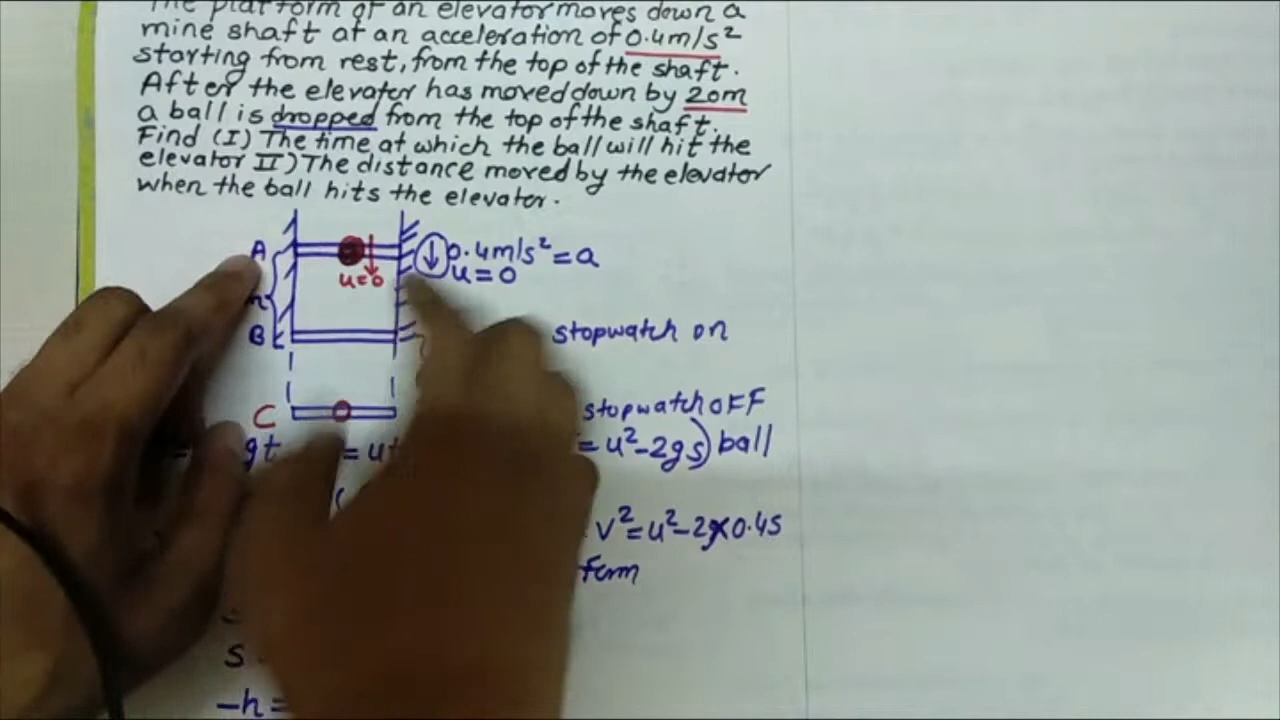 The platform of an elevator moves down a
mine shaft at an acceleration of 0.4m/s²
starting from rest, from the top of the shaft.
After the elevator has moved down by 20m
a ball is dropped from the top of the shaft.
Find (I) The time at which the ball will hit the
elevator II) The distance moved by the elevator
when the ball hits the elevator.
A
u=0
0.4m/s²=a
u=0
h
B
stopwatch on
C
stopwatch OFF
gt
=ut
=u²-2gs) ball
V²=u²-2gx0.4s
form
s
-h=